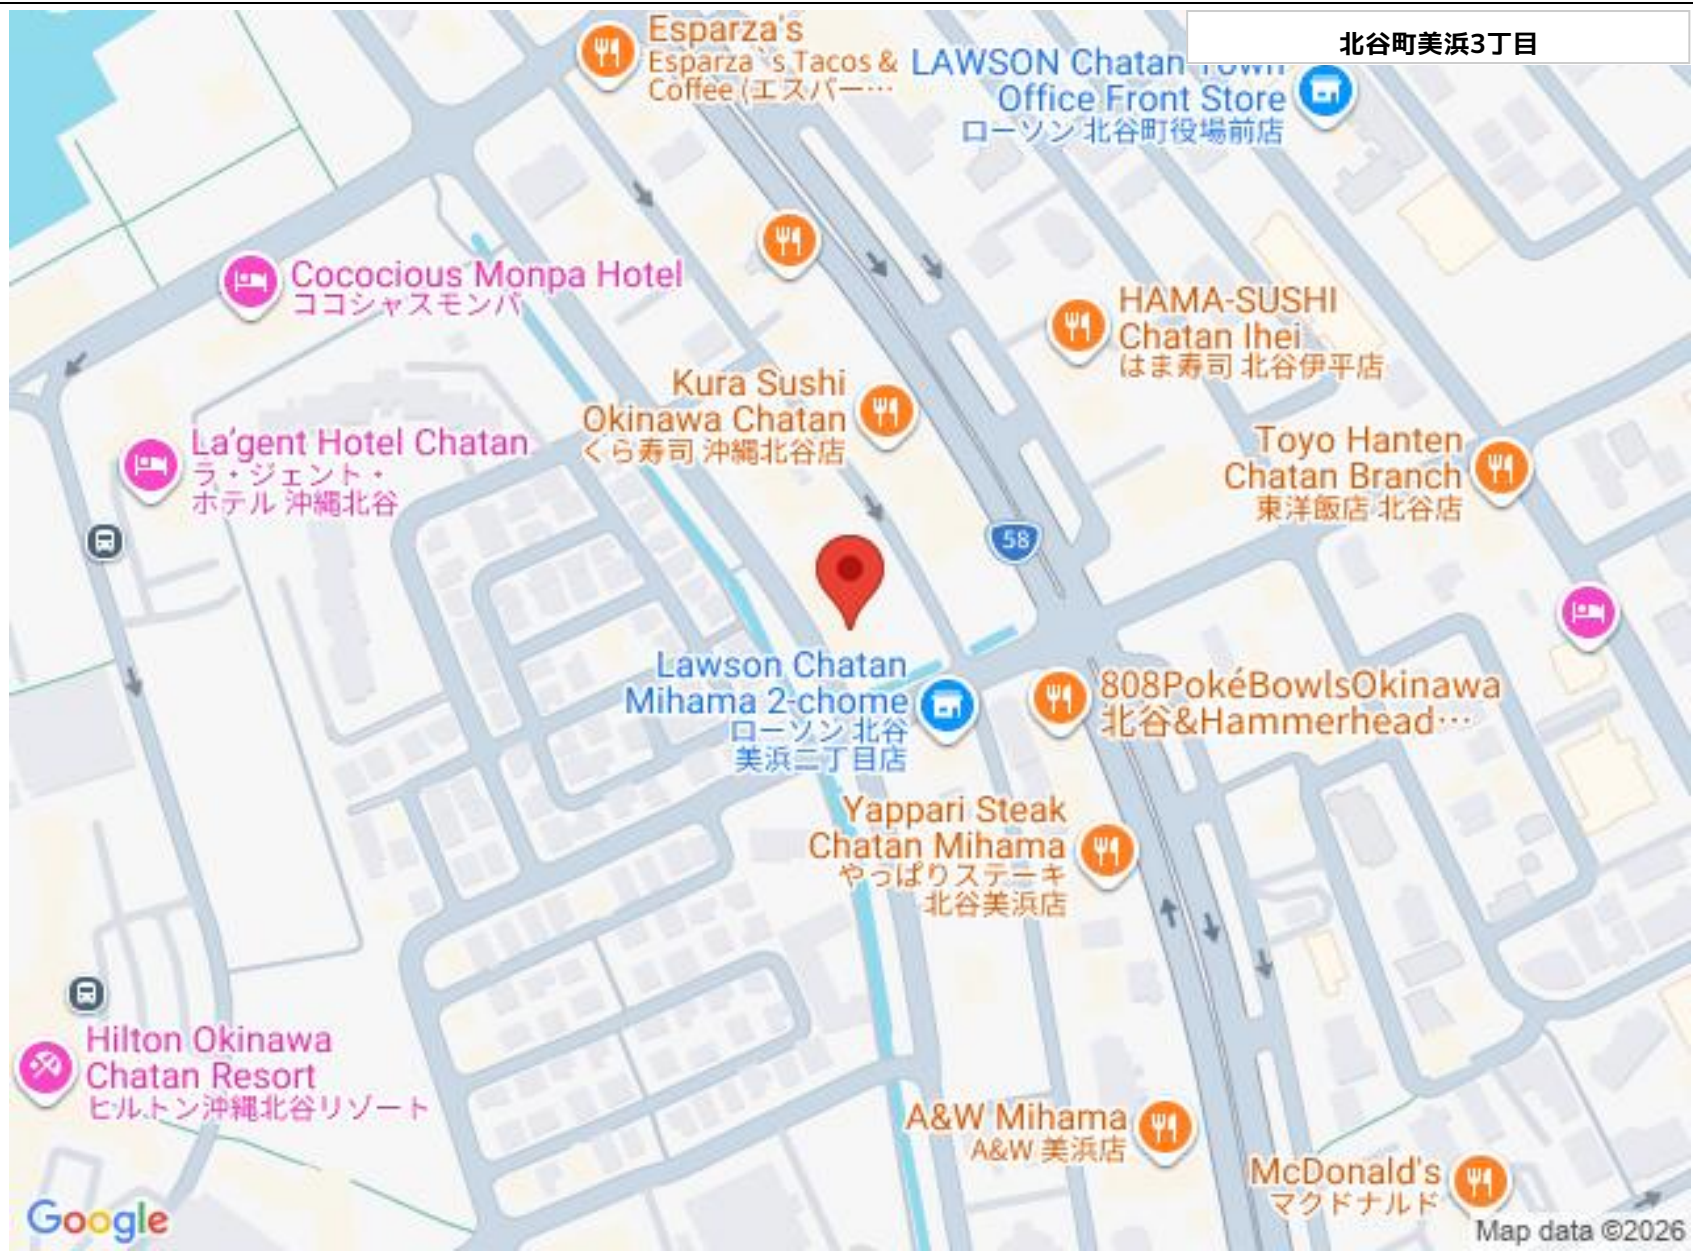 北谷町美浜3丁目
Esparza's
Esparza`s Tacos &
Coffee (エスパー…
LAWSON Chatan Town
Office Front Store
ローソン 北谷町役場前店
Cococious Monpa Hotel
ココシャスモンパ
HAMA-SUSHI
Chatan Ihei
はま寿司 北谷伊平店
Kura Sushi
Okinawa Chatan
くら寿司 沖縄北谷店
La'gent Hotel Chatan
ラ・ジェント・
ホテル 沖縄北谷
Toyo Hanten
Chatan Branch
東洋飯店 北谷店
58
Lawson Chatan
Mihama 2-chome
ローソン 北谷
美浜二丁目店
808PokéBowlsOkinawa
北谷&Hammerhead…
Yappari Steak
Chatan Mihama
やっぱりステーキ
北谷美浜店
Hilton Okinawa
Chatan Resort
ヒルトン沖縄北谷リゾート
A&W Mihama
A&W 美浜店
McDonald's
マクドナルド
Google
Map data ©2026